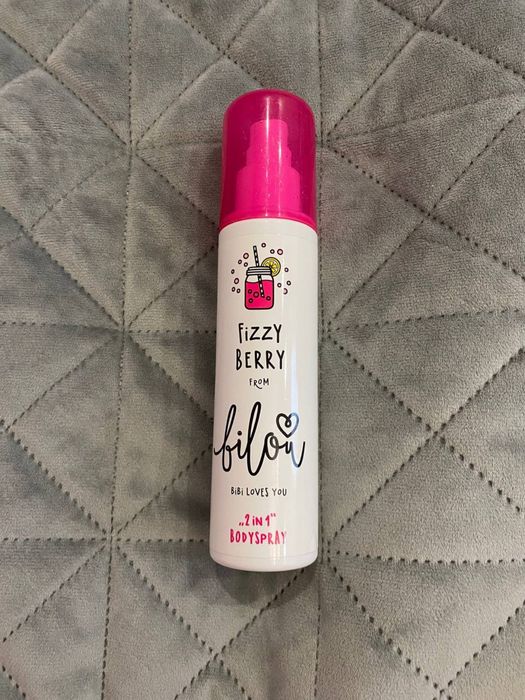 FiZZY
BERRY
FROM
bilou
BiBi LOVES YOU
„2 iN 1“
BODYSPRAY